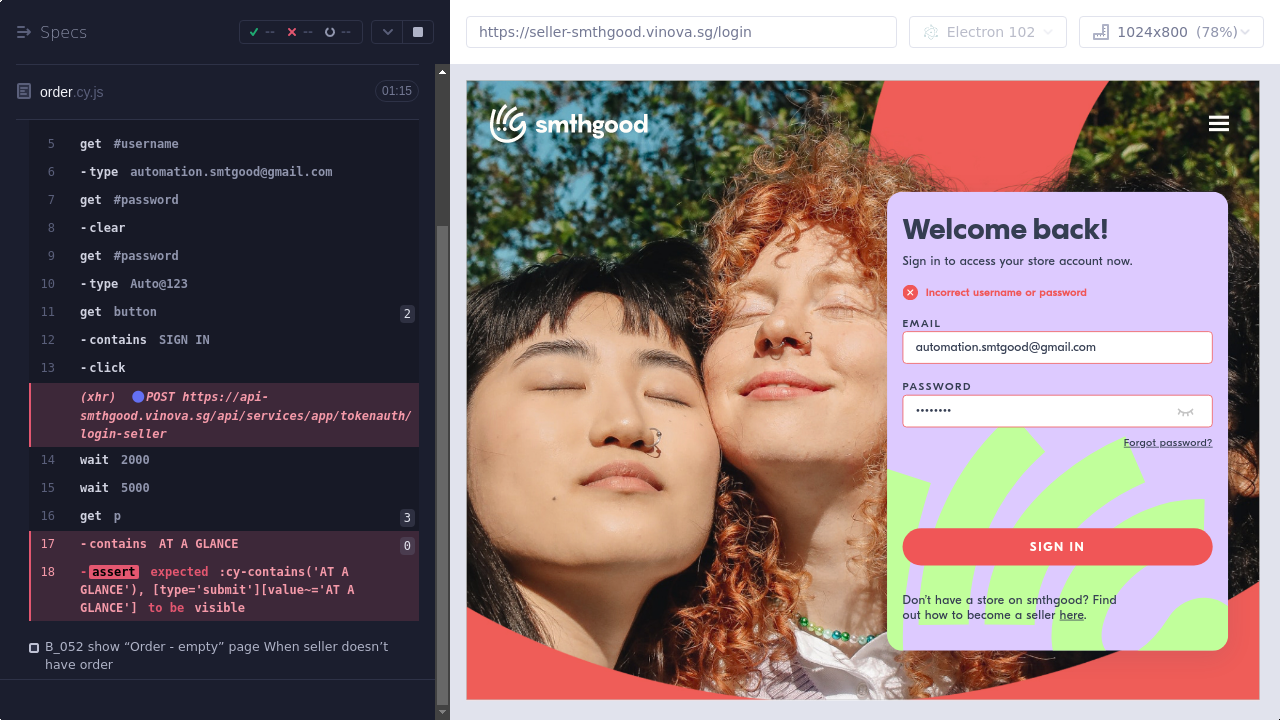 Specs
-- -- --
https://seller-smthgood.vinova.sg/login
Electron 102
1024x800 (78%)
order.cy.js
01:15
5 get #username
6 -type automation.smtgood@gmail.com
7 get #password
8 -clear
9 get #password
10 -type Auto@123
11 get button 2
12 -contains SIGN IN
13 -click
(xhr) POST https://api-
smthgood.vinova.sg/api/services/app/tokenauth/
login-seller
14 wait 2000
15 wait 5000
16 get p 3
17 -contains AT A GLANCE 0
18 -assert expected :cy-contains('AT A
GLANCE'), [type='submit'][value~='AT A
GLANCE'] to be visible
B_052 show “Order - empty” page When seller doesn’t
have order
smthgood
Welcome back!
Sign in to access your store account now.
Incorrect username or password
EMAIL
automation.smtgood@gmail.com
PASSWORD
••••••••
Forgot password?
SIGN IN
Don’t have a store on smthgood? Find
out how to become a seller here.